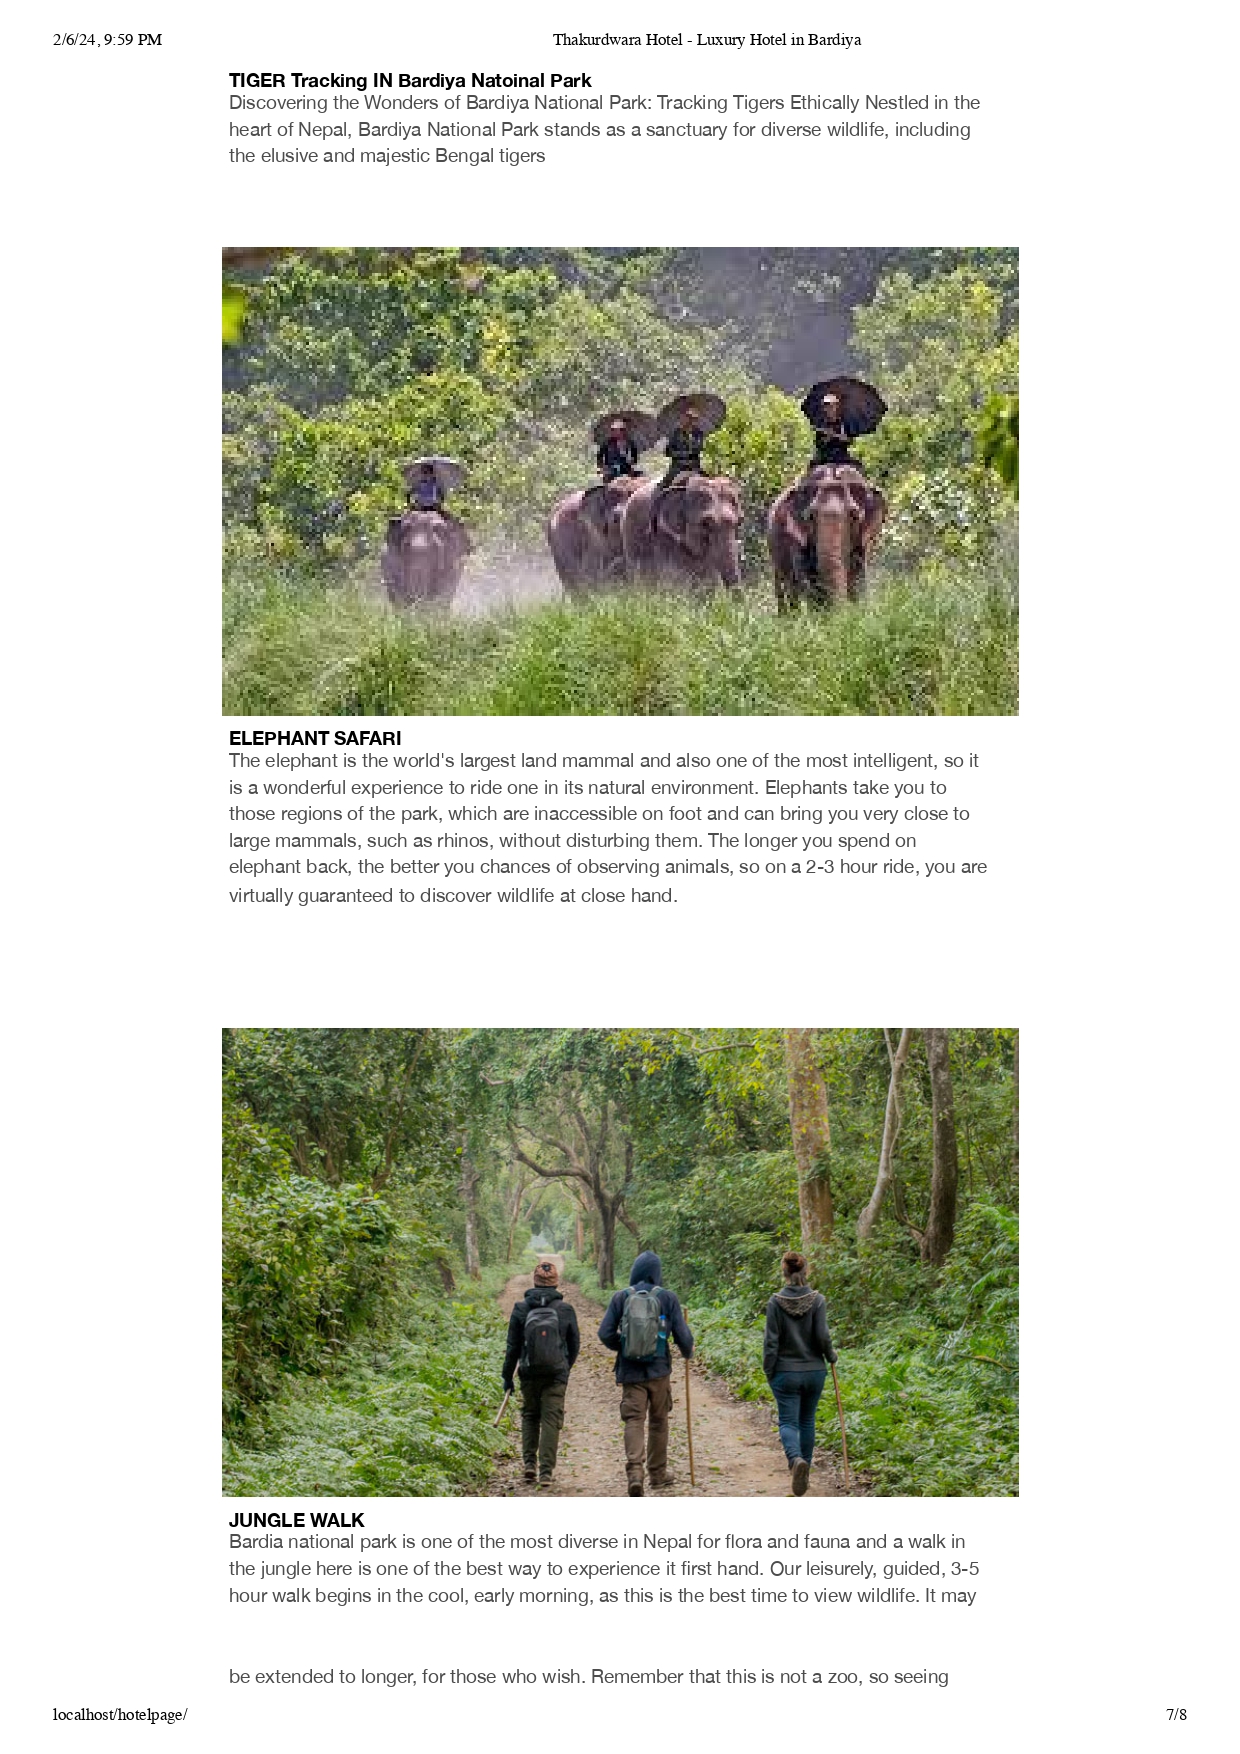 2/6/24, 9:59 PM
Thakurdwara Hotel - Luxury Hotel in Bardiya
TIGER Tracking IN Bardiya Natoinal Park
Discovering the Wonders of Bardiya National Park: Tracking Tigers Ethically Nestled in the
heart of Nepal, Bardiya National Park stands as a sanctuary for diverse wildlife, including
the elusive and majestic Bengal tigers
ELEPHANT SAFARI
The elephant is the world's largest land mammal and also one of the most intelligent, so it
is a wonderful experience to ride one in its natural environment. Elephants take you to
those regions of the park, which are inaccessible on foot and can bring you very close to
large mammals, such as rhinos, without disturbing them. The longer you spend on
elephant back, the better you chances of observing animals, so on a 2-3 hour ride, you are
virtually guaranteed to discover wildlife at close hand.
JUNGLE WALK
Bardia national park is one of the most diverse in Nepal for flora and fauna and a walk in
the jungle here is one of the best way to experience it first hand. Our leisurely, guided, 3-5
hour walk begins in the cool, early morning, as this is the best time to view wildlife. It may
be extended to longer, for those who wish. Remember that this is not a zoo, so seeing
localhost/hotelpage/
7/8